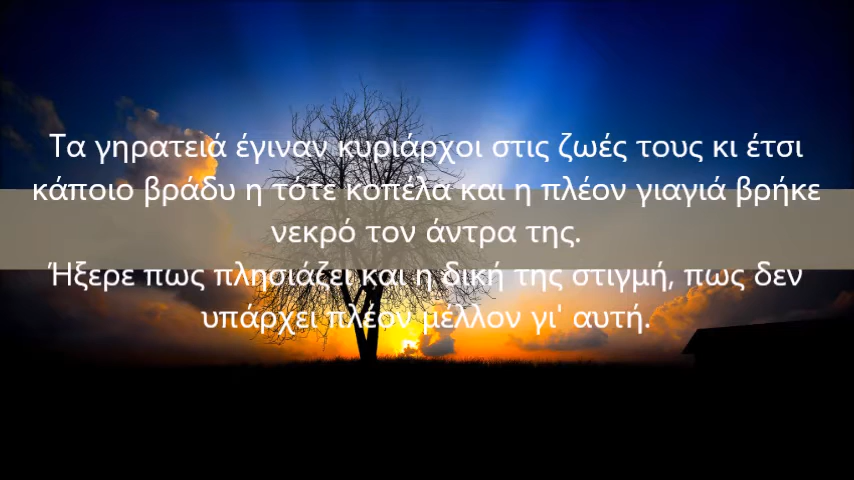 Τα γηρατειά έγιναν κυριάρχοι στις ζωές τους κι έτσι
κάποιο βράδυ η τότε κοπέλα και η πλέον γιαγιά βρήκε
νεκρό τον άντρα της.
Ήξερε πως πλησιάζει και η δική της στιγμή, πως δεν
υπάρχει πλέον μέλλον γι' αυτή.